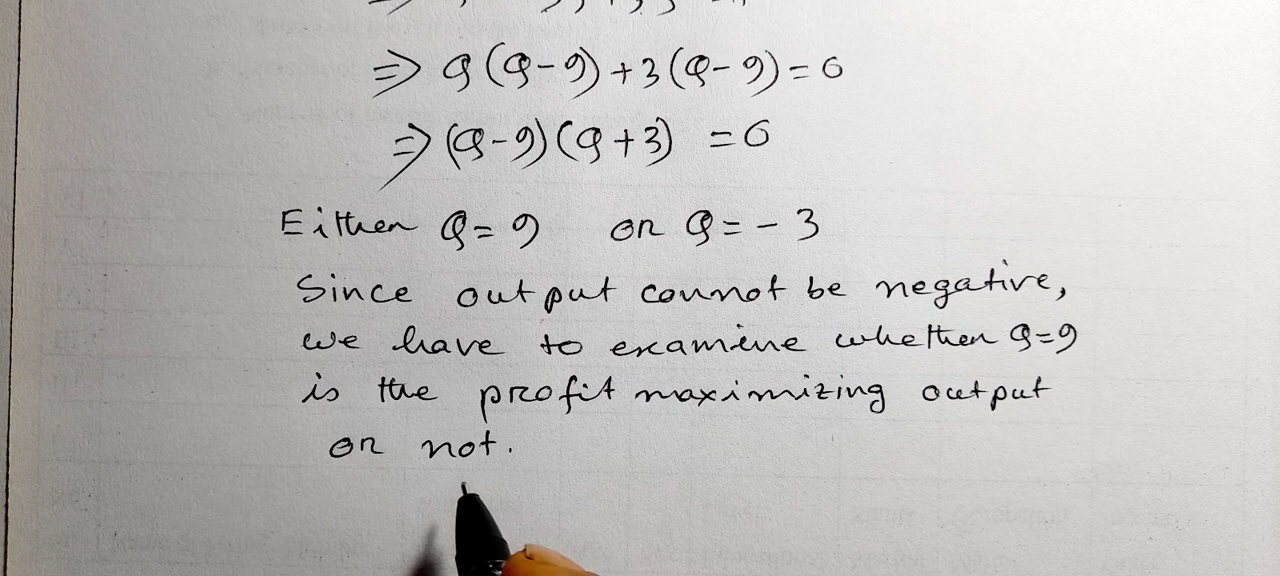 ⇒ Q(Q-9)+3(Q-9)=0
⇒ (Q-9)(Q+3) =0
Either Q=9 or Q=-3
Since output cannot be negative,
we have to examine whether Q=9
is the profit maximizing output
or not.